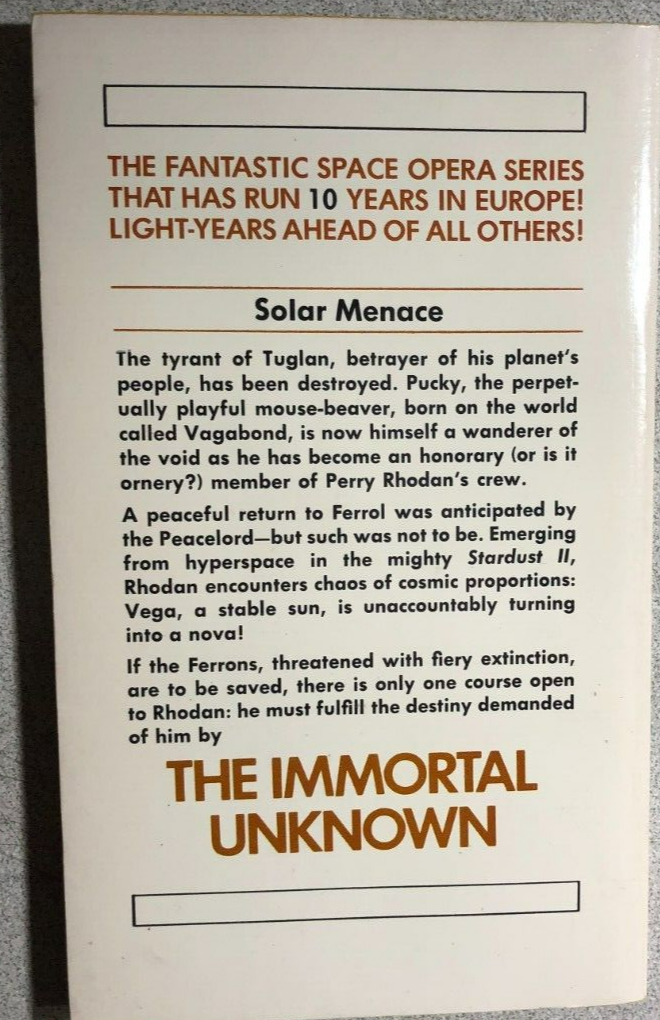 THE FANTASTIC SPACE OPERA SERIES
THAT HAS RUN 10 YEARS IN EUROPE!
LIGHT-YEARS AHEAD OF ALL OTHERS!
Solar Menace
The tyrant of Tuglan, betrayer of his planet's
people, has been destroyed. Pucky, the perpet-
ually playful mouse-beaver, born on the world
called Vagabond, is now himself a wanderer of
the void as he has become an honorary (or is it
ornery?) member of Perry Rhodan's crew.
A peaceful return to Ferrol was anticipated by
the Peacelord—but such was not to be. Emerging
from hyperspace in the mighty Stardust II,
Rhodan encounters chaos of cosmic proportions:
Vega, a stable sun, is unaccountably turning
into a nova!
If the Ferrons, threatened with fiery extinction,
are to be saved, there is only one course open
to Rhodan: he must fulfill the destiny demanded
of him by
THE IMMORTAL
UNKNOWN